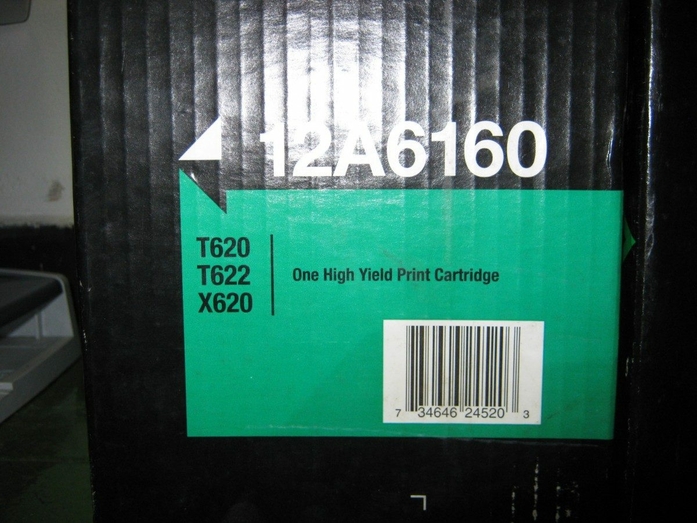 12A6160
T620
T622
X620
One High Yield Print Cartridge
7 34646 24520 3